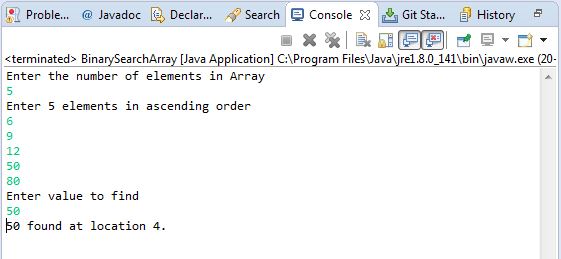 Proble... @ Javadoc Declar... Search Console Git Sta... History
<terminated> BinarySearchArray [Java Application] C:\Program Files\Java\jre1.8.0_141\bin\javaw.exe (20-
Enter the number of elements in Array
5
Enter 5 elements in ascending order
6
9
12
50
80
Enter value to find
50
50 found at location 4.